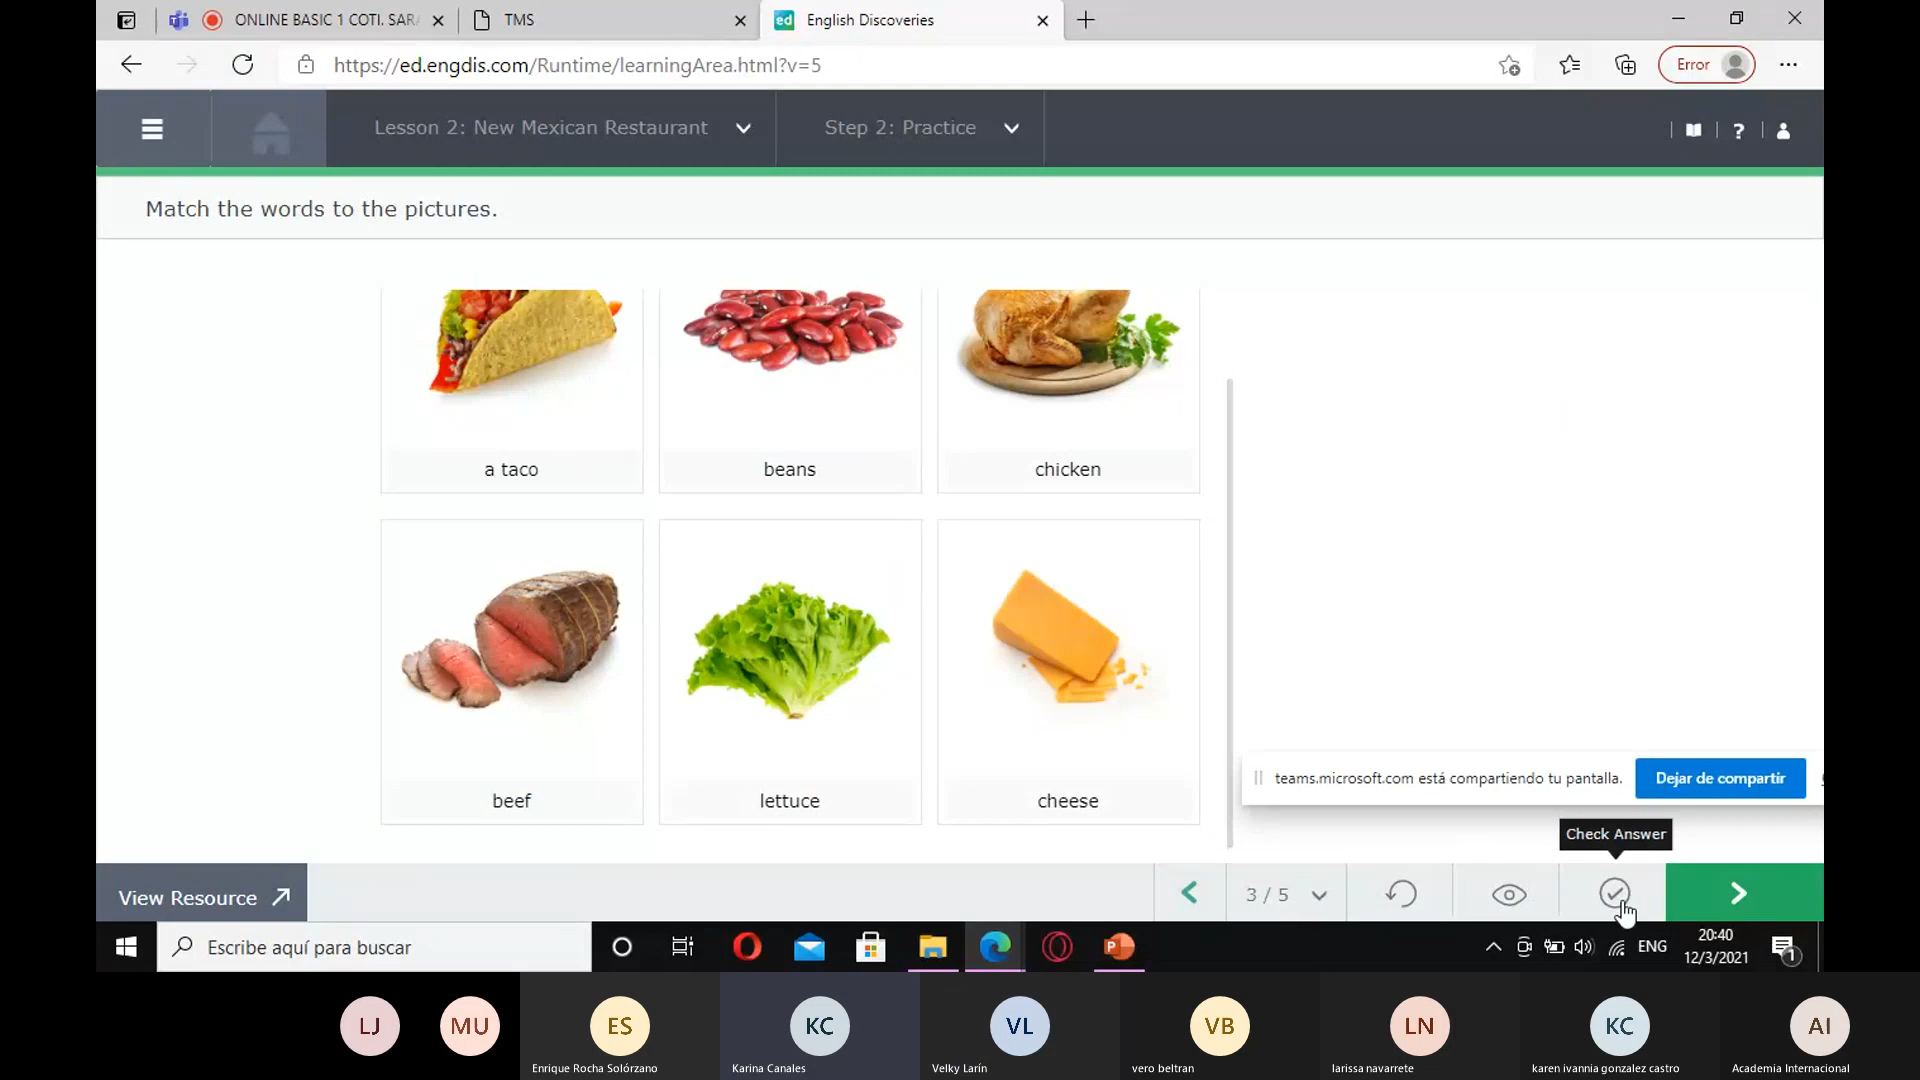 ONLINE BASIC 1 COTI. SARA
TMS
ed
English Discoveries
https://ed.engdis.com/Runtime/learningArea.html?v=5
Error
Lesson 2: New Mexican Restaurant
Step 2: Practice
?
Match the words to the pictures.
a taco
beans
chicken
beef
lettuce
cheese
teams.microsoft.com está compartiendo tu pantalla.
Dejar de compartir
Check Answer
View Resource
3 / 5
Escribe aquí para buscar
ENG
20:40
12/3/2021
1
LJ
MU
ES
KC
VL
VB
LN
KC
AI
Enrique Rocha Solórzano
Karina Canales
Velky Larín
vero beltran
larissa navarrete
karen ivannia gonzalez castro
Academia Internacional